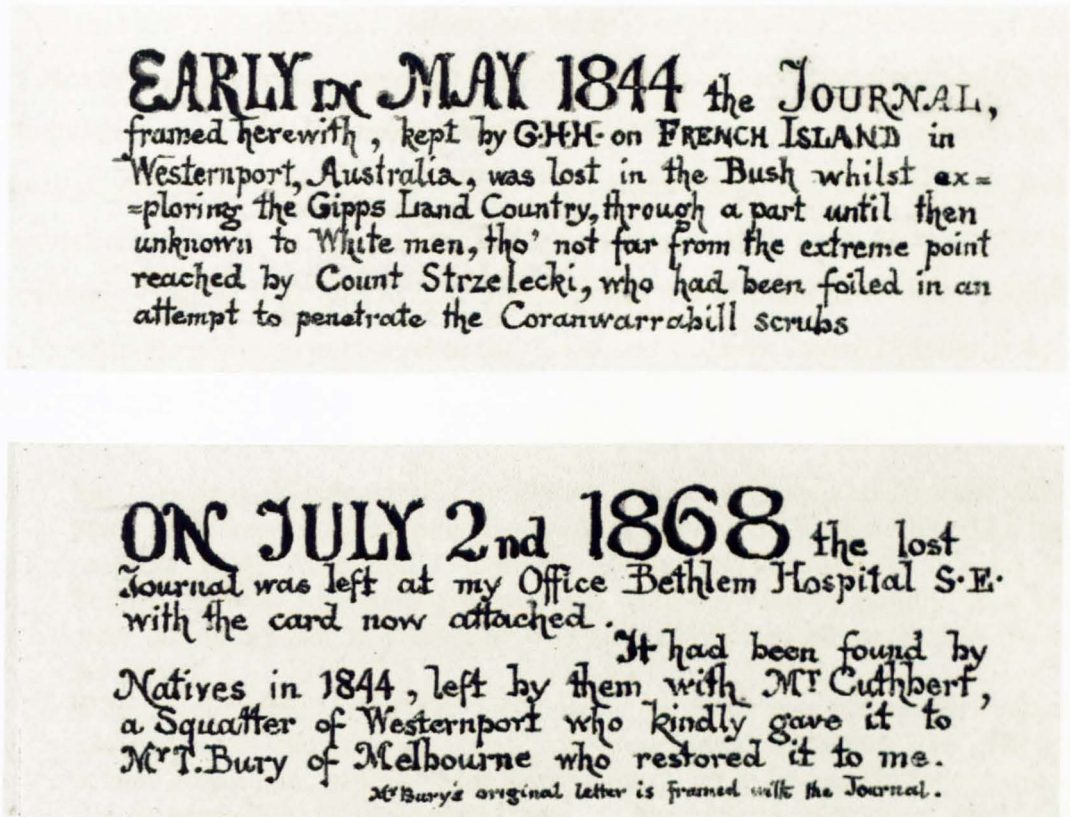 EARLY IN MAY 1844 the JOURNAL,
framed herewith, kept by G·H·H· on FRENCH ISLAND in
Westernport, Australia, was lost in the Bush whilst ex=
=ploring the Gipps Land Country, through a part until then
unknown to White men, tho' not far from the extreme point
reached by Count Strzelecki, who had been foiled in an
attempt to penetrate the Coranwarrabill scrubs
ON JULY 2nd 1868 the lost
Journal was left at my Office Bethlem Hospital S·E·
with the card now attached.
It had been found by
Natives in 1844, left by them with Mr Cuthbert,
a Squatter of Westernport who kindly gave it to
Mr T. Bury of Melbourne who restored it to me.
Mr Bury's original letter is framed with the Journal.